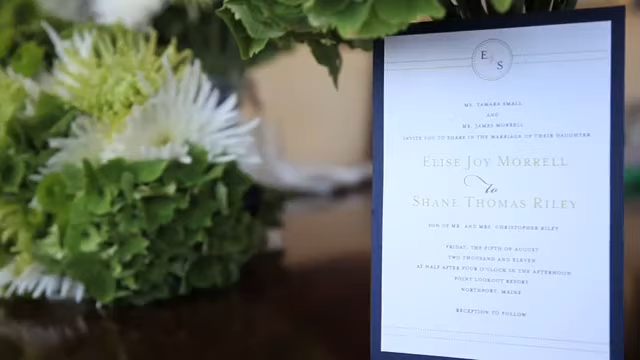 E S
MS. TAMARA SMALL
AND
MR. JAMES MORRELL
INVITE YOU TO SHARE IN THE MARRIAGE OF THEIR DAUGHTER
ELISE JOY MORRELL
to
SHANE THOMAS RILEY
SON OF MR. AND MRS. CHRISTOPHER RILEY
FRIDAY, THE FIFTH OF AUGUST
TWO THOUSAND AND ELEVEN
AT HALF AFTER FOUR O'CLOCK IN THE AFTERNOON
POINT LOOKOUT RESORT
NORTHPORT, MAINE
RECEPTION TO FOLLOW